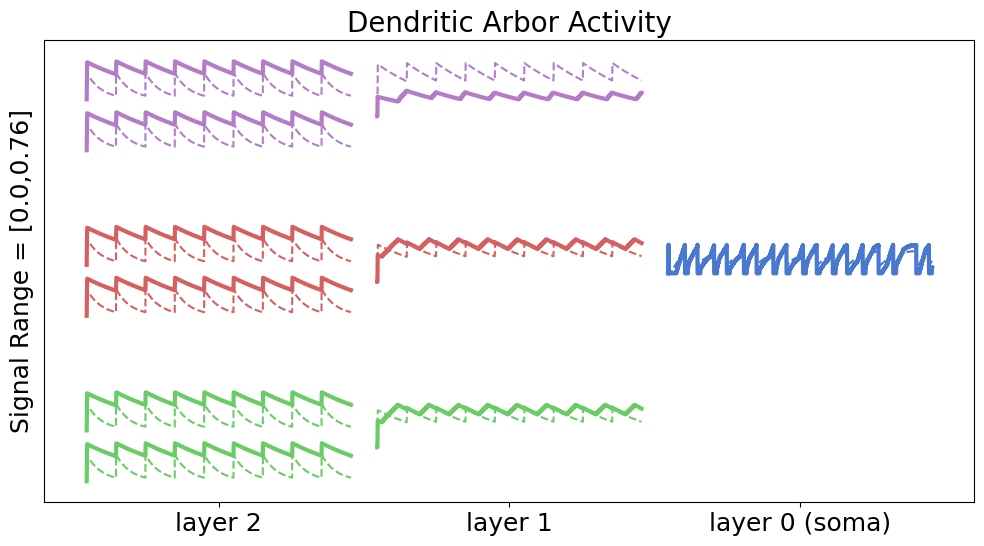 Dendritic Arbor Activity
Signal Range = [0.0,0.76]
layer 2
layer 1
layer 0 (soma)